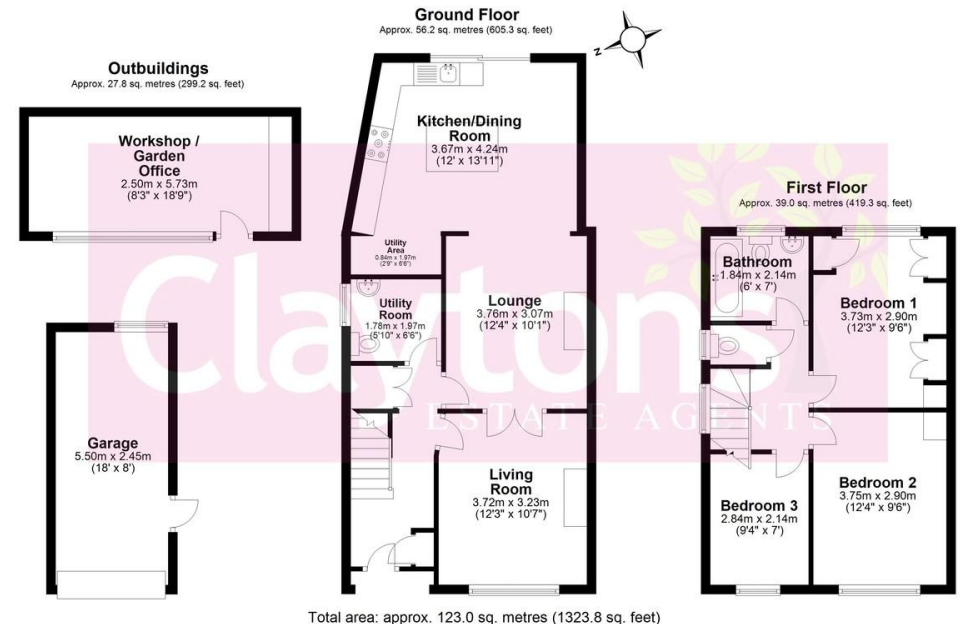 Ground Floor
Approx. 56.2 sq. metres (605.3 sq. feet)
N
Outbuildings
Approx. 27.8 sq. metres (299.2 sq. feet)
Workshop /
Garden
Office
2.50m x 5.73m
(8'3" x 18'9")
Kitchen/Dining
Room
3.67m x 4.24m
(12' x 13'11")
First Floor
Approx. 39.0 sq. metres (419.3 sq. feet)
Utility
Area
0.84m x 1.97m
(2'9" x 6'6")
Bathroom
1.84m x 2.14m
(6' x 7')
Utility
Room
1.78m x 1.97m
(5'10" x 6'6")
Lounge
3.76m x 3.07m
(12'4" x 10'1")
Bedroom 1
3.73m x 2.90m
(12'3" x 9'6")
Claytons
ESTATE AGENTS
Garage
5.50m x 2.45m
(18' x 8')
Living
Room
3.72m x 3.23m
(12'3" x 10'7")
Bedroom 3
2.84m x 2.14m
(9'4" x 7')
Bedroom 2
3.75m x 2.90m
(12'4" x 9'6")
Total area: approx. 123.0 sq. metres (1323.8 sq. feet)